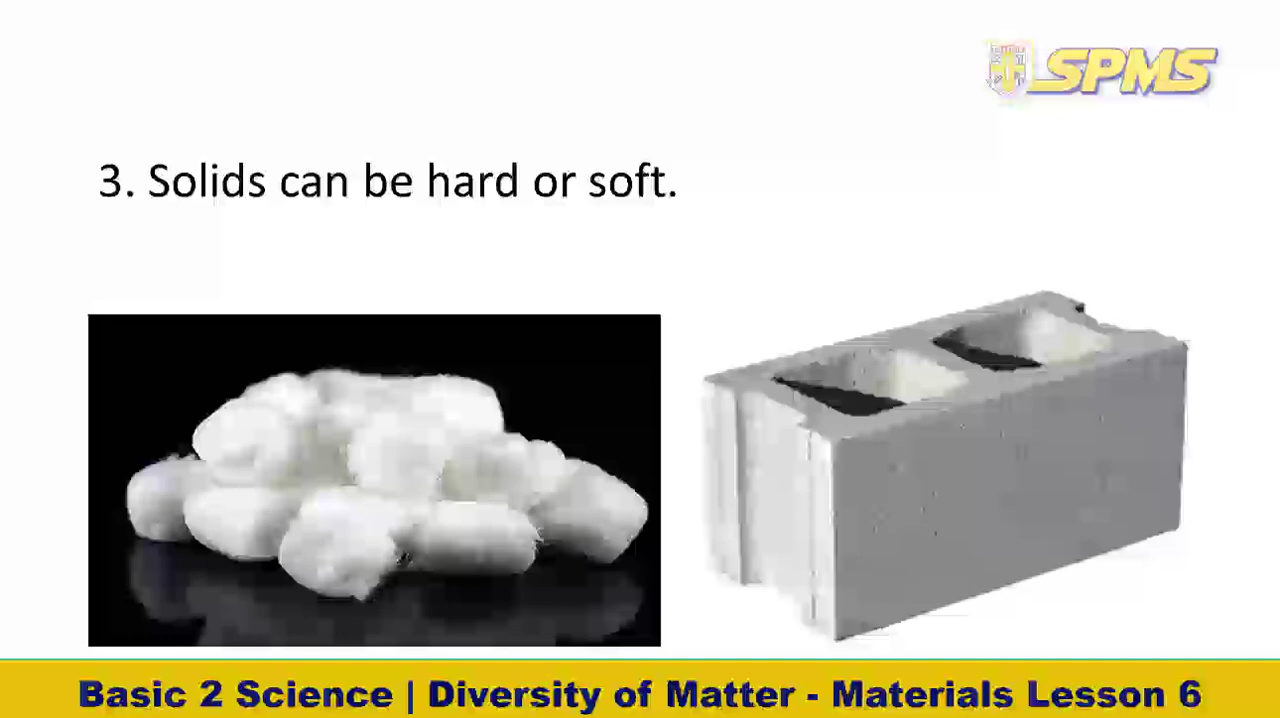 SPMS
3. Solids can be hard or soft.
Basic 2 Science | Diversity of Matter - Materials Lesson 6